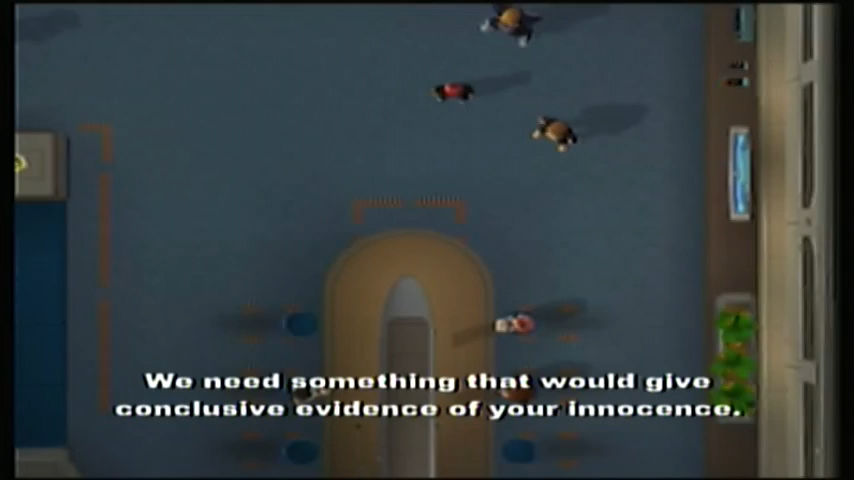 We need something that would give
conclusive evidence of your innocence.